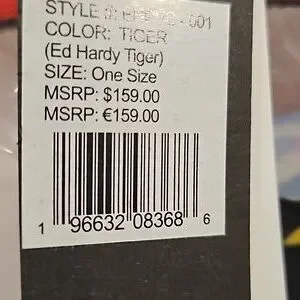 STYLE #: - 001
COLOR: TIGER
(Ed Hardy Tiger)
SIZE: One Size
MSRP: $159.00
MSRP: €159.00
1 96632 08368 6